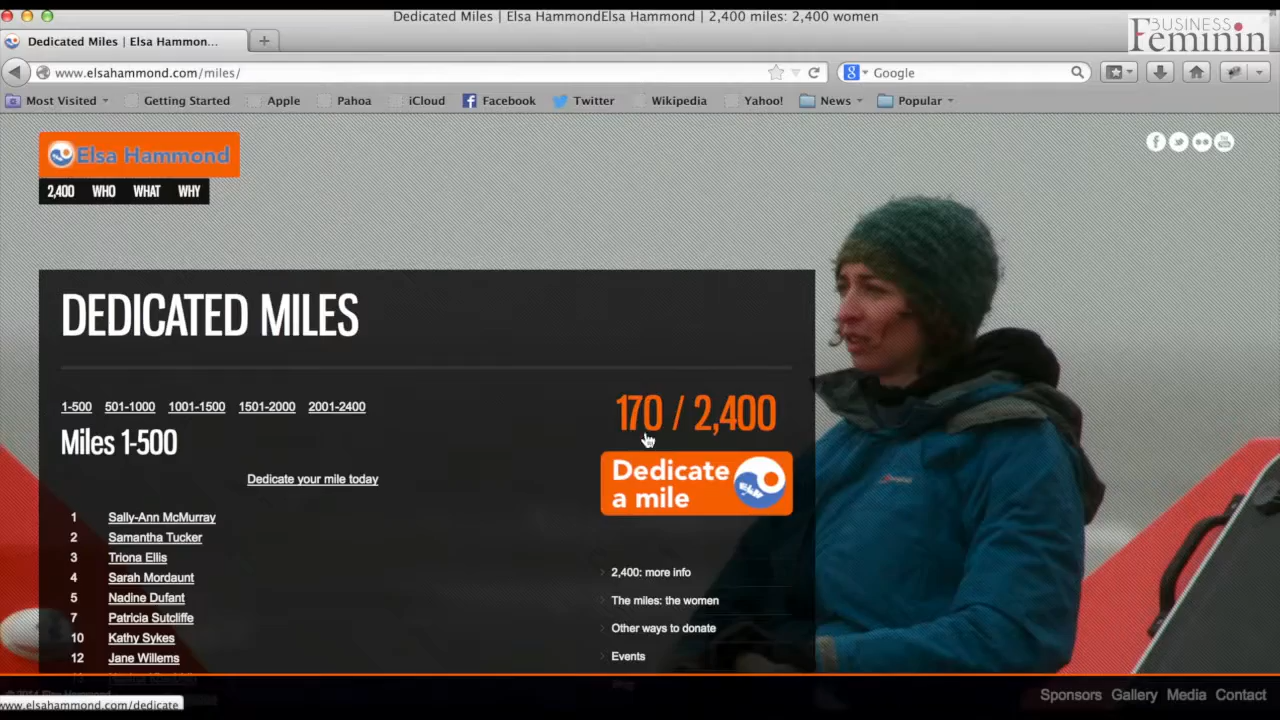 Dedicated Miles | Elsa HammondElsa Hammond | 2,400 miles: 2,400 women
BUSINESS
Feminin
Dedicated Miles | Elsa Hammon...
www.elsahammond.com/miles/
Google
Most Visited
Getting Started
Apple
Pahoa
iCloud
Facebook
Twitter
Wikipedia
Yahoo!
News
Popular
Elsa Hammond
2,400 WHO WHAT WHY
DEDICATED MILES
1-500 501-1000 1001-1500 1501-2000 2001-2400
170 / 2,400
Miles 1-500
Dedicate
a mile
Dedicate your mile today
1 Sally-Ann McMurray
2 Samantha Tucker
3 Triona Ellis
4 Sarah Mordaunt
5 Nadine Dufant
7 Patricia Sutcliffe
10 Kathy Sykes
12 Jane Willems
2,400: more info
The miles: the women
Other ways to donate
Events
Sponsors Gallery Media Contact
www.elsahammond.com/dedicate